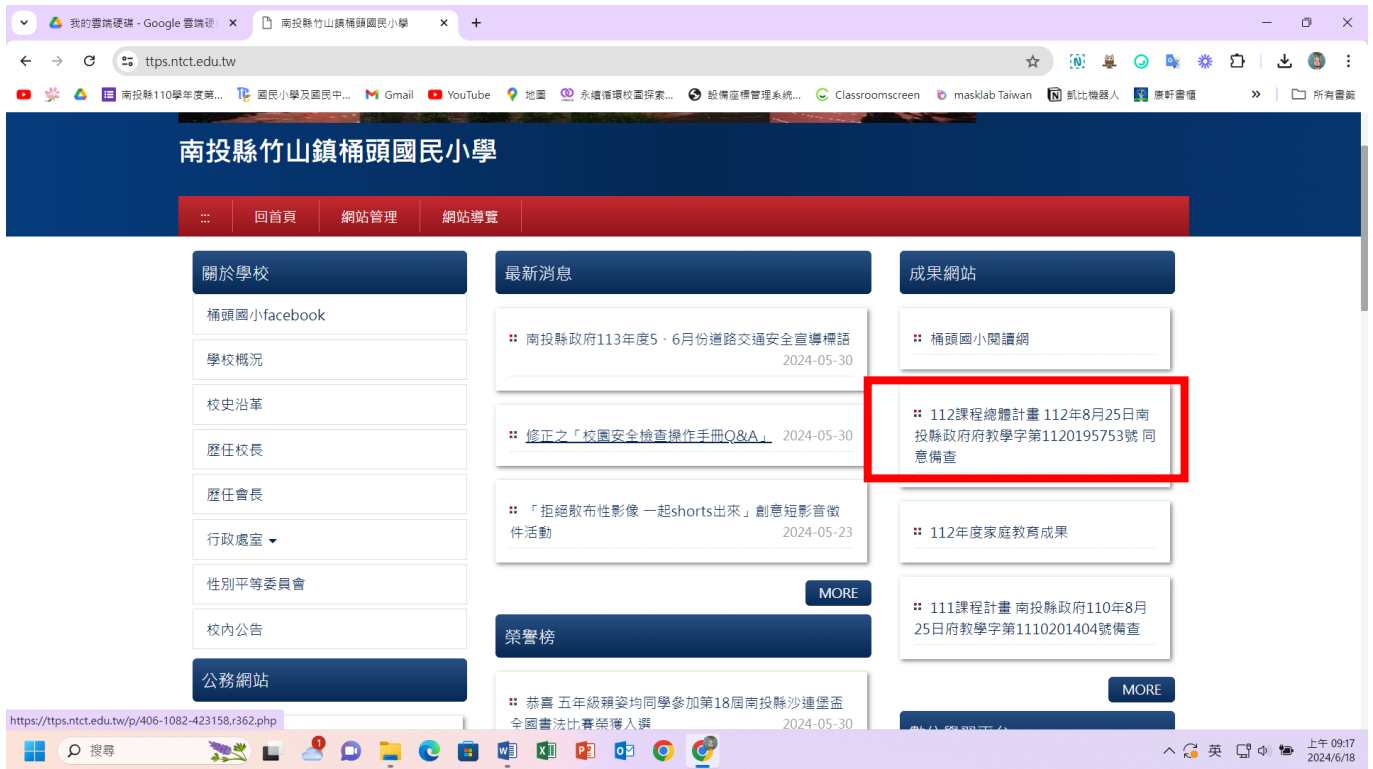 我的雲端硬碟 - Google 雲端硬
南投縣竹山鎮桶頭國民小學
ttps.ntct.edu.tw
南投縣110學年度第...
國民小學及國民中...
Gmail
YouTube
地圖
永續循環校園探索...
設備座標管理系統...
Classroomscreen
masklab Taiwan
凱比機器人
康軒書櫃
所有書籤
南投縣竹山鎮桶頭國民小學
:::
回首頁
網站管理
網站導覽
關於學校
桶頭國小facebook
學校概況
校史沿革
歷任校長
歷任會長
行政處室
性別平等委員會
校內公告
公務網站
最新消息
南投縣政府113年度5、6月份道路交通安全宣導標語
2024-05-30
修正之「校園安全檢查操作手冊Q&A」 2024-05-30
「拒絕散布性影像 一起shorts出來」創意短影音徵
件活動 2024-05-23
MORE
榮譽榜
恭喜 五年級賴姿均同學參加第18屆南投縣沙連堡盃
全國書法比賽榮獲入選 2024-05-30
成果網站
桶頭國小閱讀網
112課程總體計畫 112年8月25日南
投縣政府府教學字第1120195753號 同
意備查
112年度家庭教育成果
111課程計畫 南投縣政府110年8月
25日府教學字第1110201404號備查
MORE
數位學習平台
https://ttps.ntct.edu.tw/p/406-1082-423158,r362.php
搜尋
英
上午 09:17
2024/6/18